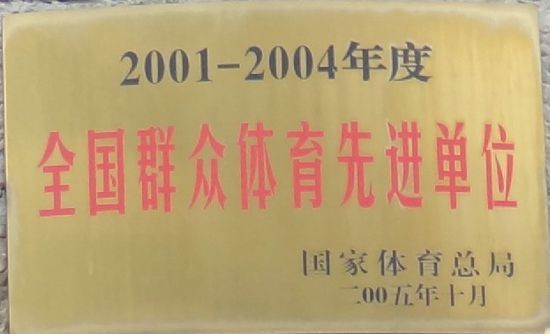 2001-2004年度
全国群众体育先进单位
国家体育总局
二00五年十月